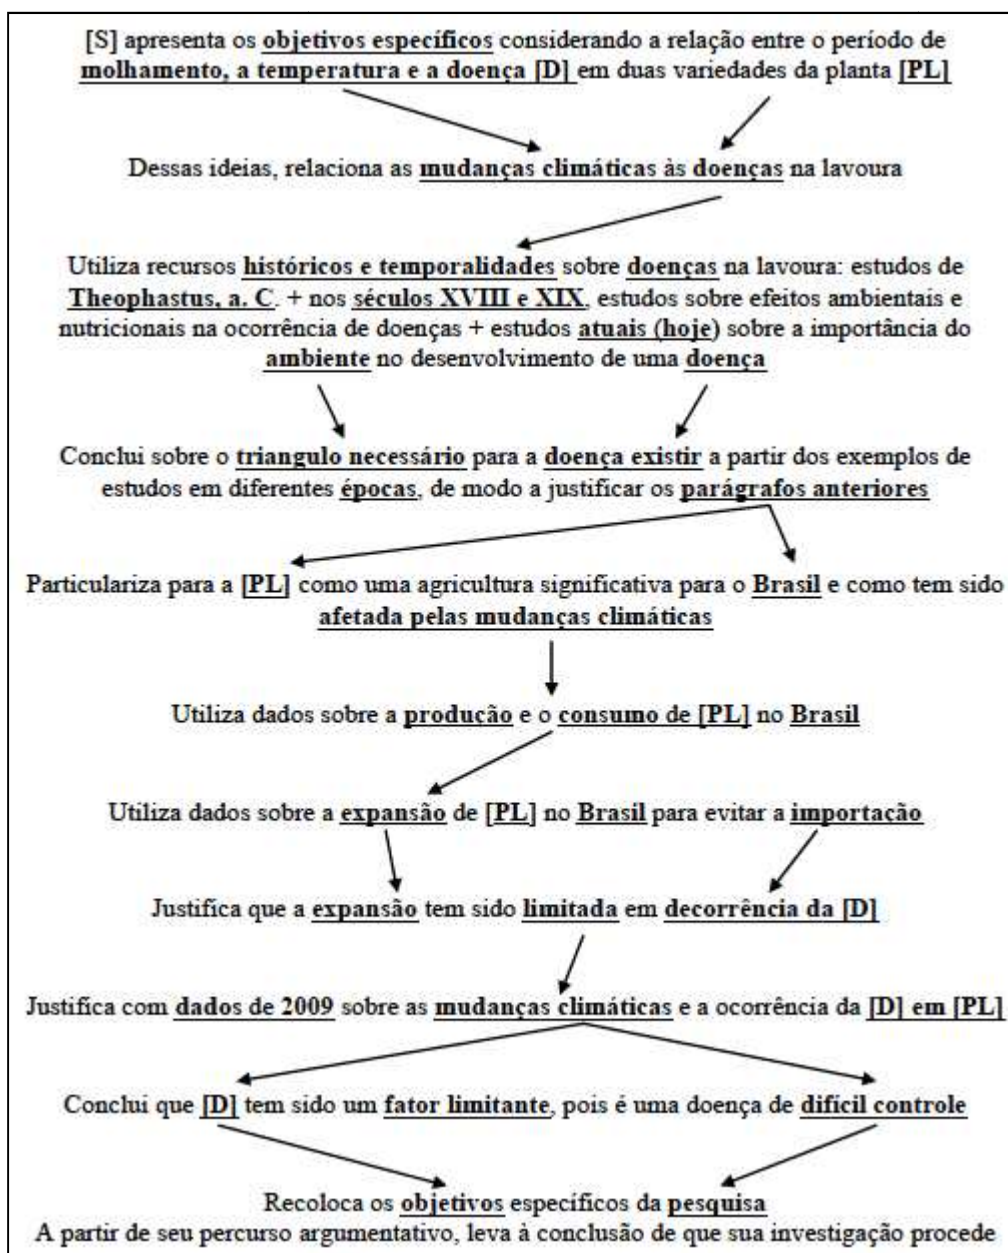 [S] apresenta os objetivos específicos considerando a relação entre o período de
molhamento, a temperatura e a doença [D] em duas variedades da planta [PL]
Dessas ideias, relaciona as mudanças climáticas às doenças na lavoura
Utiliza recursos históricos e temporalidades sobre doenças na lavoura: estudos de
Theophastus, a. C. + nos séculos XVIII e XIX, estudos sobre efeitos ambientais e
nutricionais na ocorrência de doenças + estudos atuais (hoje) sobre a importância do
ambiente no desenvolvimento de uma doença
Conclui sobre o triangulo necessário para a doença existir a partir dos exemplos de
estudos em diferentes épocas, de modo a justificar os parágrafos anteriores
Particulariza para a [PL] como uma agricultura significativa para o Brasil e como tem sido
afetada pelas mudanças climáticas
Utiliza dados sobre a produção e o consumo de [PL] no Brasil
Utiliza dados sobre a expansão de [PL] no Brasil para evitar a importação
Justifica que a expansão tem sido limitada em decorrência da [D]
Justifica com dados de 2009 sobre as mudanças climáticas e a ocorrência da [D] em [PL]
Conclui que [D] tem sido um fator limitante, pois é uma doença de difícil controle
Recoloca os objetivos específicos da pesquisa
A partir de seu percurso argumentativo, leva à conclusão de que sua investigação procede